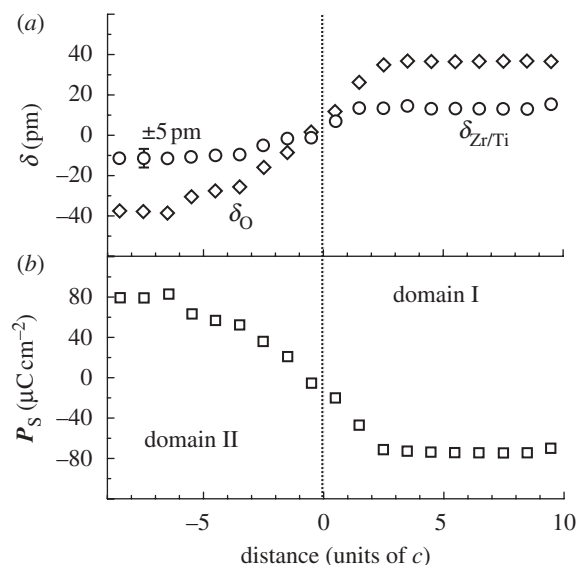 (a)
40
20
0
−20
−40
δ (pm)
±5 pm
δZr/Ti
δO
(b)
80
40
0
−40
−80
PS (μC cm−2)
domain I
domain II
−5
0
5
10
distance (units of c)